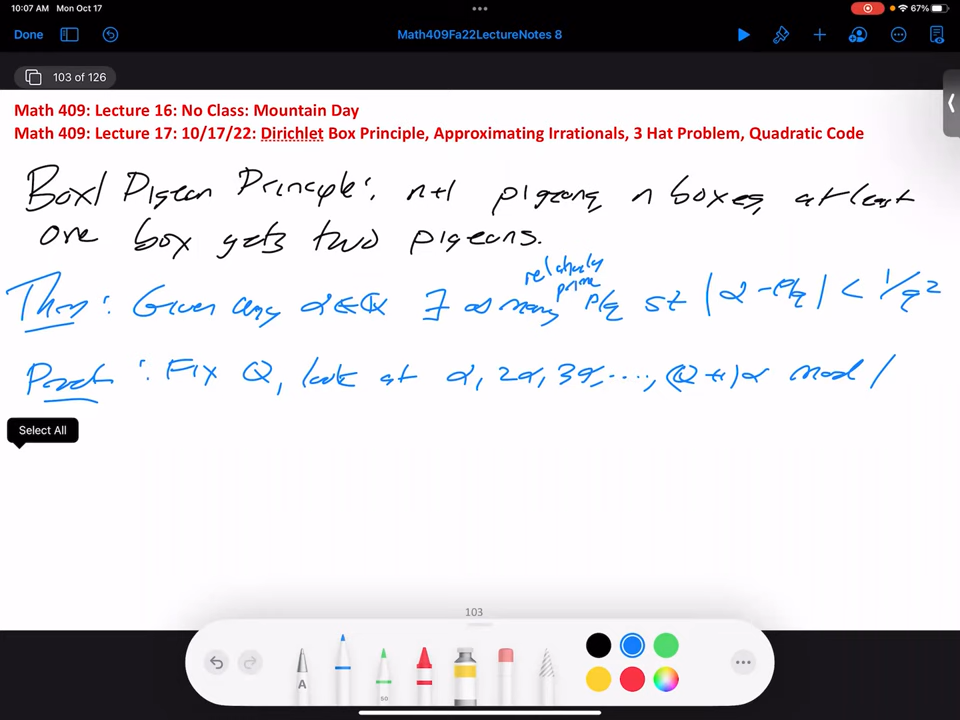 10:07 AM Mon Oct 17
67%
Done
Math409Fa22LectureNotes 8
103 of 126
Math 409: Lecture 16: No Class: Mountain Day
Math 409: Lecture 17: 10/17/22: Dirichlet Box Principle, Approximating Irrationals, 3 Hat Problem, Quadratic Code
Box/ Pigeon Principle: n+1 pigeons, n boxes, at least
one box gets two pigeons.
relatively
prime
Thm: Given any α∉Q ∃ ∞ many p/q st |α - p/q| < 1/q²
Proof: Fix Q, look at α, 2α, 3α, ..., (Q+1)α mod 1
Select All
103
A
50